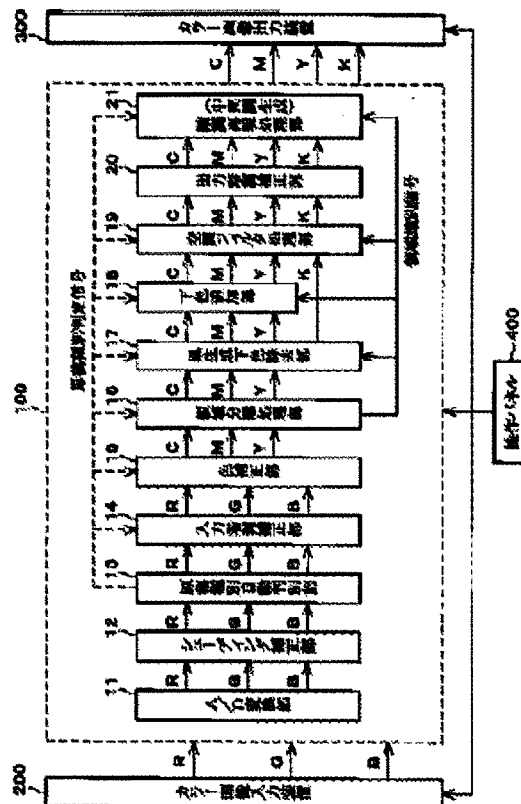 200
カラー画像入力装置
R
G
B
100
11
A/D変換部
R
G
B
12
シェーディング補正部
R
G
B
13
原稿種別自動判別部
R
G
B
14
入力階調補正部
R
G
B
色補正部
C
M
Y
16
領域分離処理部
C
M
Y
17
黒生成下色除去部
C
M
Y
K
18
C
M
Y
19
空間フィルタ処理部
C
M
Y
K
20
出力階調補正部
C
M
Y
K
21
(中間調生成)
階調再現処理部
原稿種別判定信号
領域識別信号
C
M
Y
K
300
カラー画像出力装置
操作パネル
400